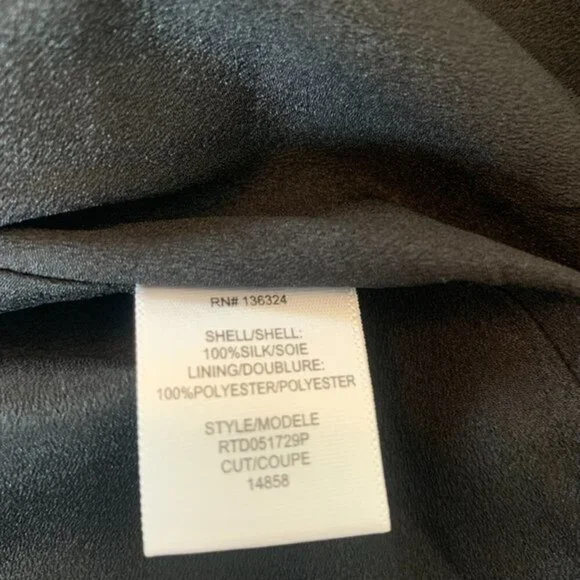 RN# 136324
SHELL/SHELL:
100%SILK/SOIE
LINING/DOUBLURE:
100%POLYESTER/POLYESTER
STYLE/MODELE
RTD051729P
CUT/COUPE
14858